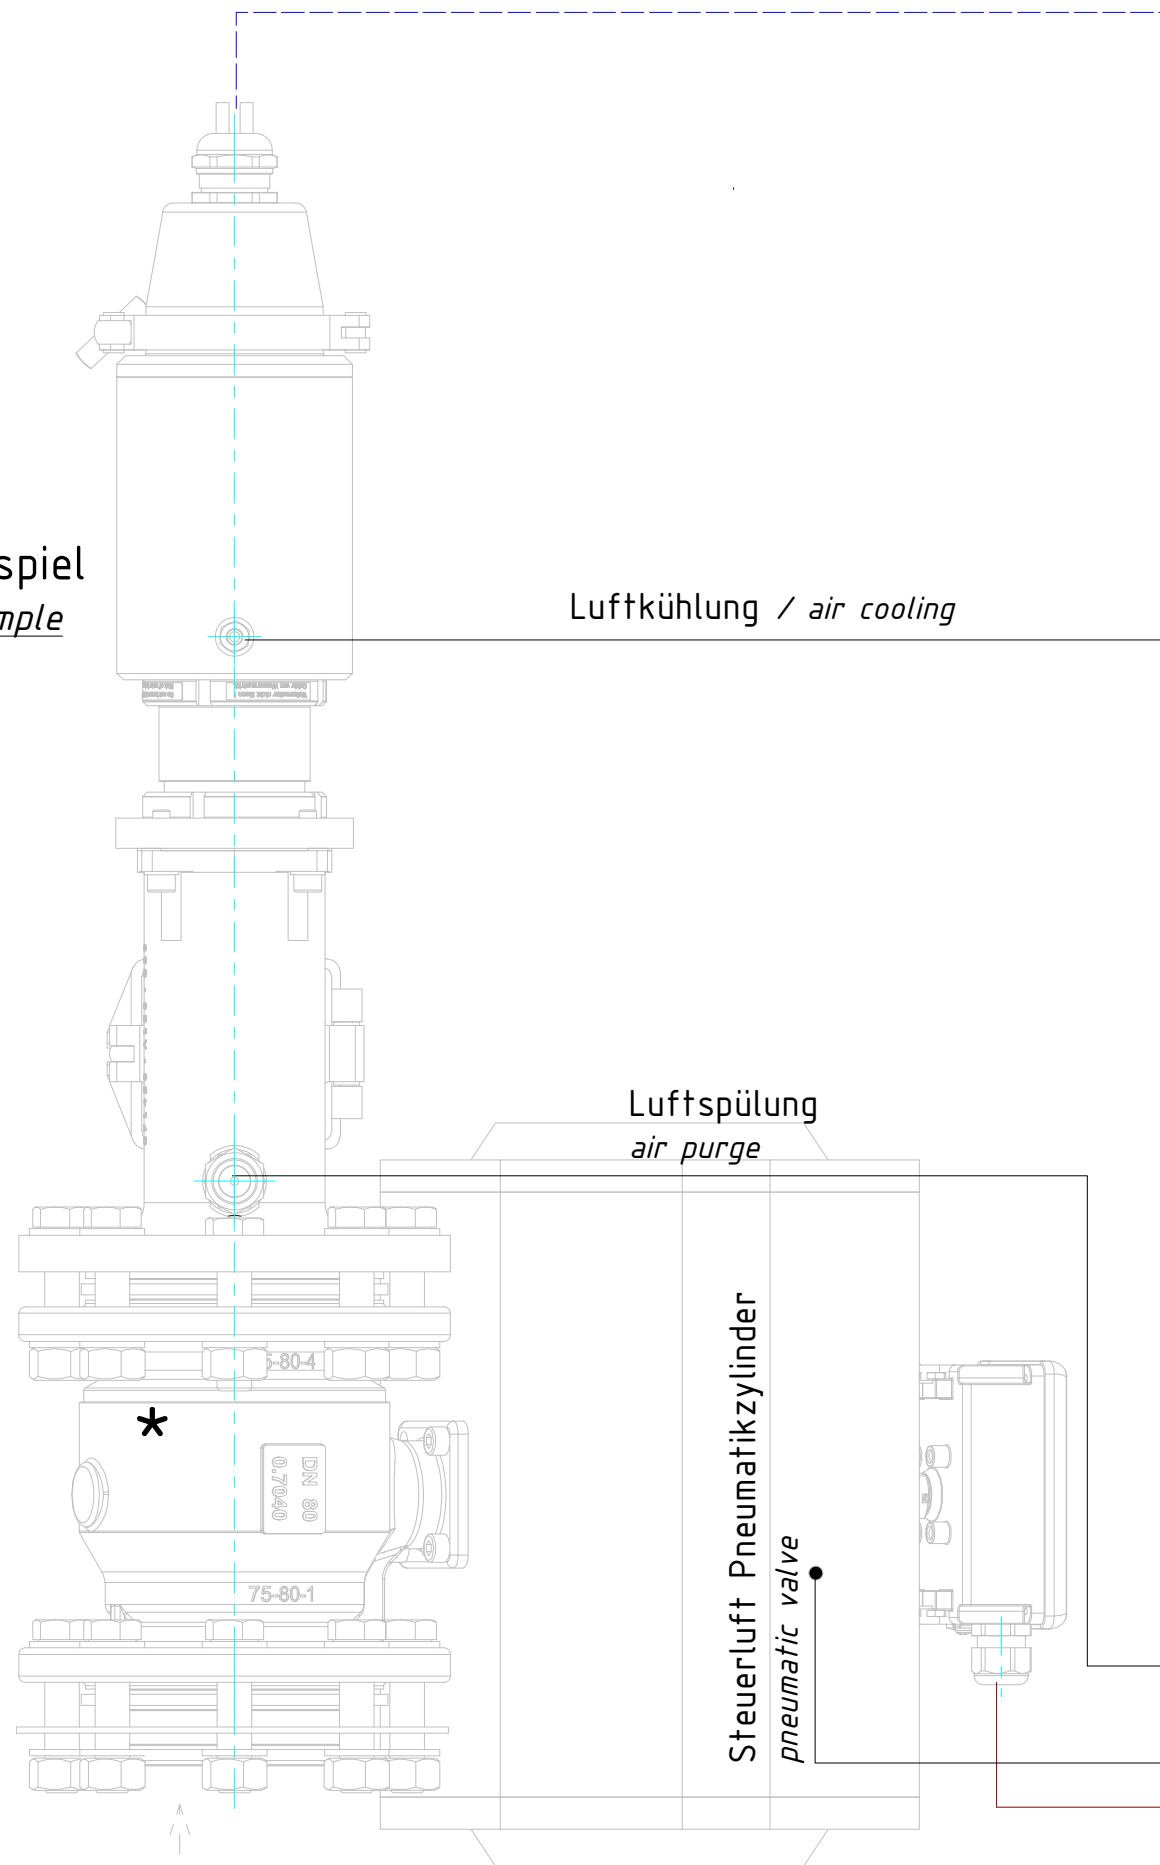 spiel
mple
Luftkühlung / air cooling
Luftspülung
air purge
5-80-4
*
DN 80
0.7040
75-80-1
Steuerluft Pneumatikzylinder
pneumatic valve